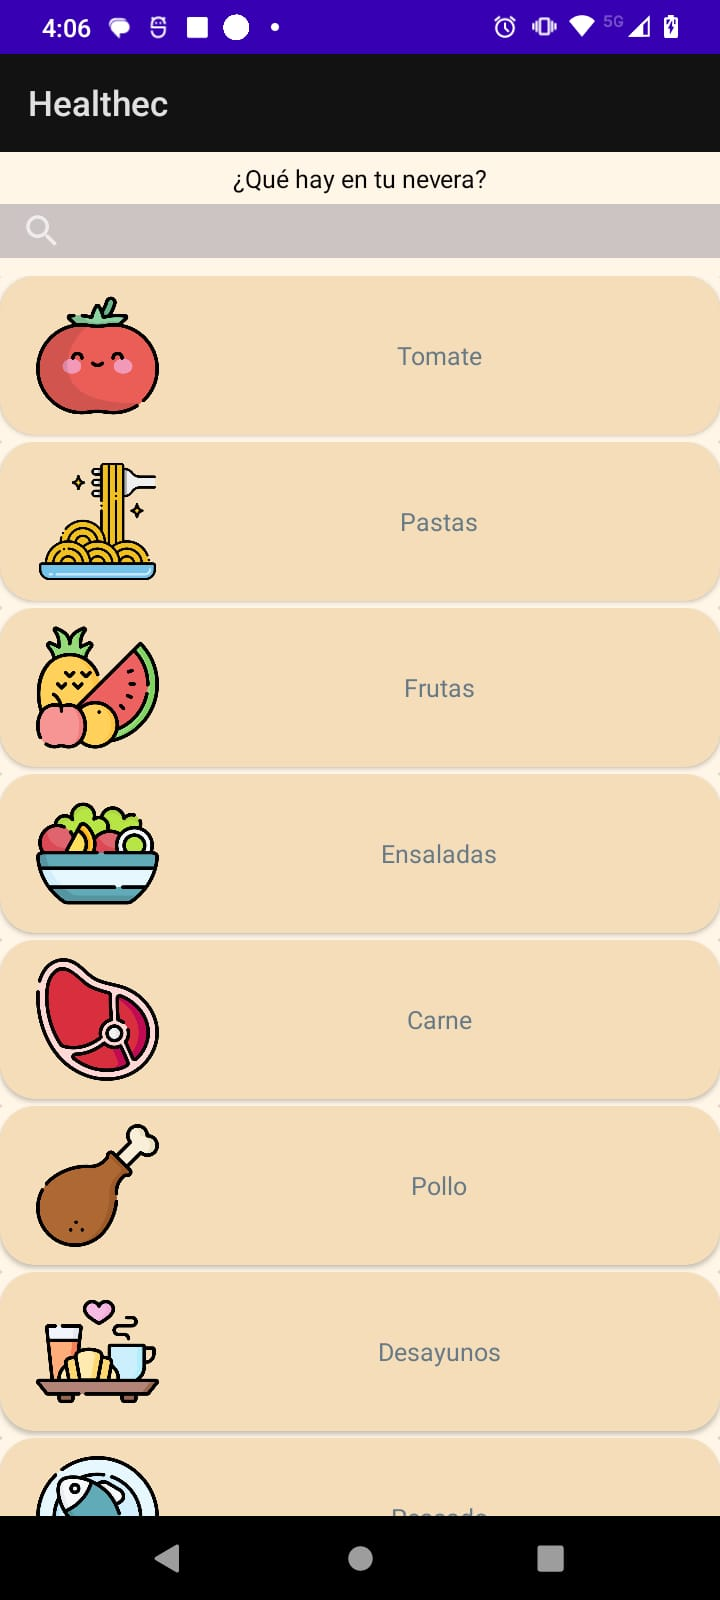 4:06
5G
Healthec
¿Qué hay en tu nevera?
Tomate
Pastas
Frutas
Ensaladas
Carne
Pollo
Desayunos